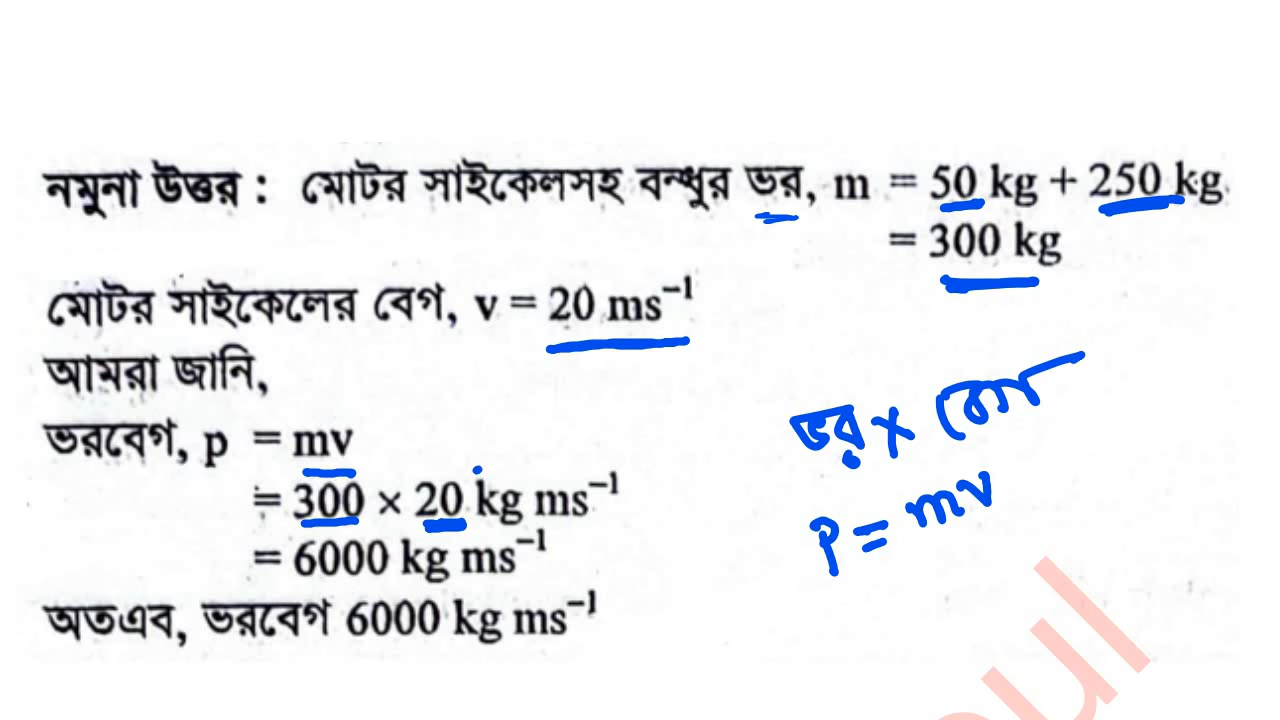 নমুনা উত্তর : মোটর সাইকেলসহ বন্ধুর ভর, m = 50 kg + 250 kg
= 300 kg
মোটর সাইকেলের বেগ, v = 20 ms⁻¹
আমরা জানি,
ভরবেগ, p = mv
= 300 × 20 kg ms⁻¹
= 6000 kg ms⁻¹
অতএব, ভরবেগ 6000 kg ms⁻¹
ভর × বেগ
P = mv